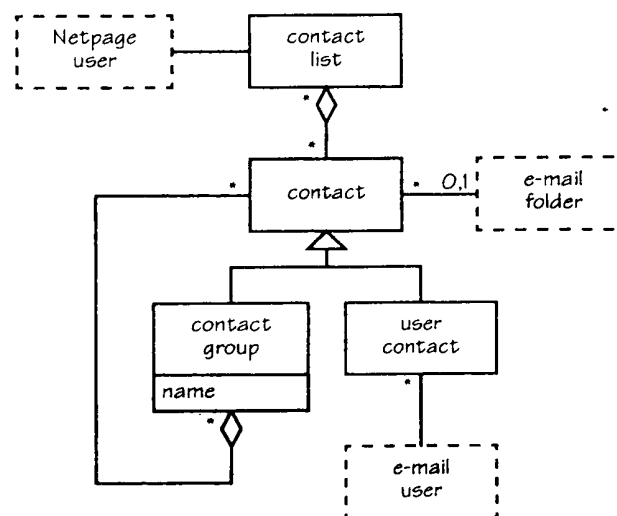 Netpage
user
contact
list
*
*
contact
*
*
0,1
e-mail
folder
contact
group
name
*
user
contact
*
e-mail
user